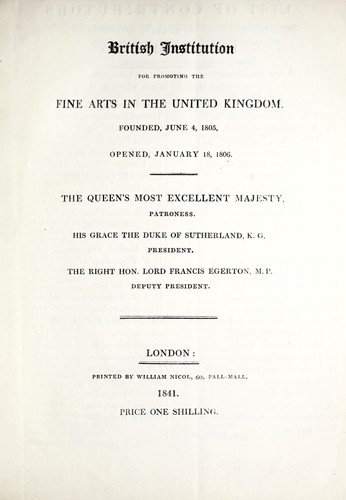 British Institution
FOR PROMOTING THE
FINE ARTS IN THE UNITED KINGDOM.
FOUNDED, JUNE 4, 1805,
OPENED, JANUARY 18, 1806.
THE QUEEN'S MOST EXCELLENT MAJESTY,
PATRONESS.
HIS GRACE THE DUKE OF SUTHERLAND, K. G.
PRESIDENT.
THE RIGHT HON. LORD FRANCIS EGERTON, M. P.
DEPUTY PRESIDENT.
LONDON:
PRINTED BY WILLIAM NICOL, 60, PALL-MALL.
1841.
PRICE ONE SHILLING.